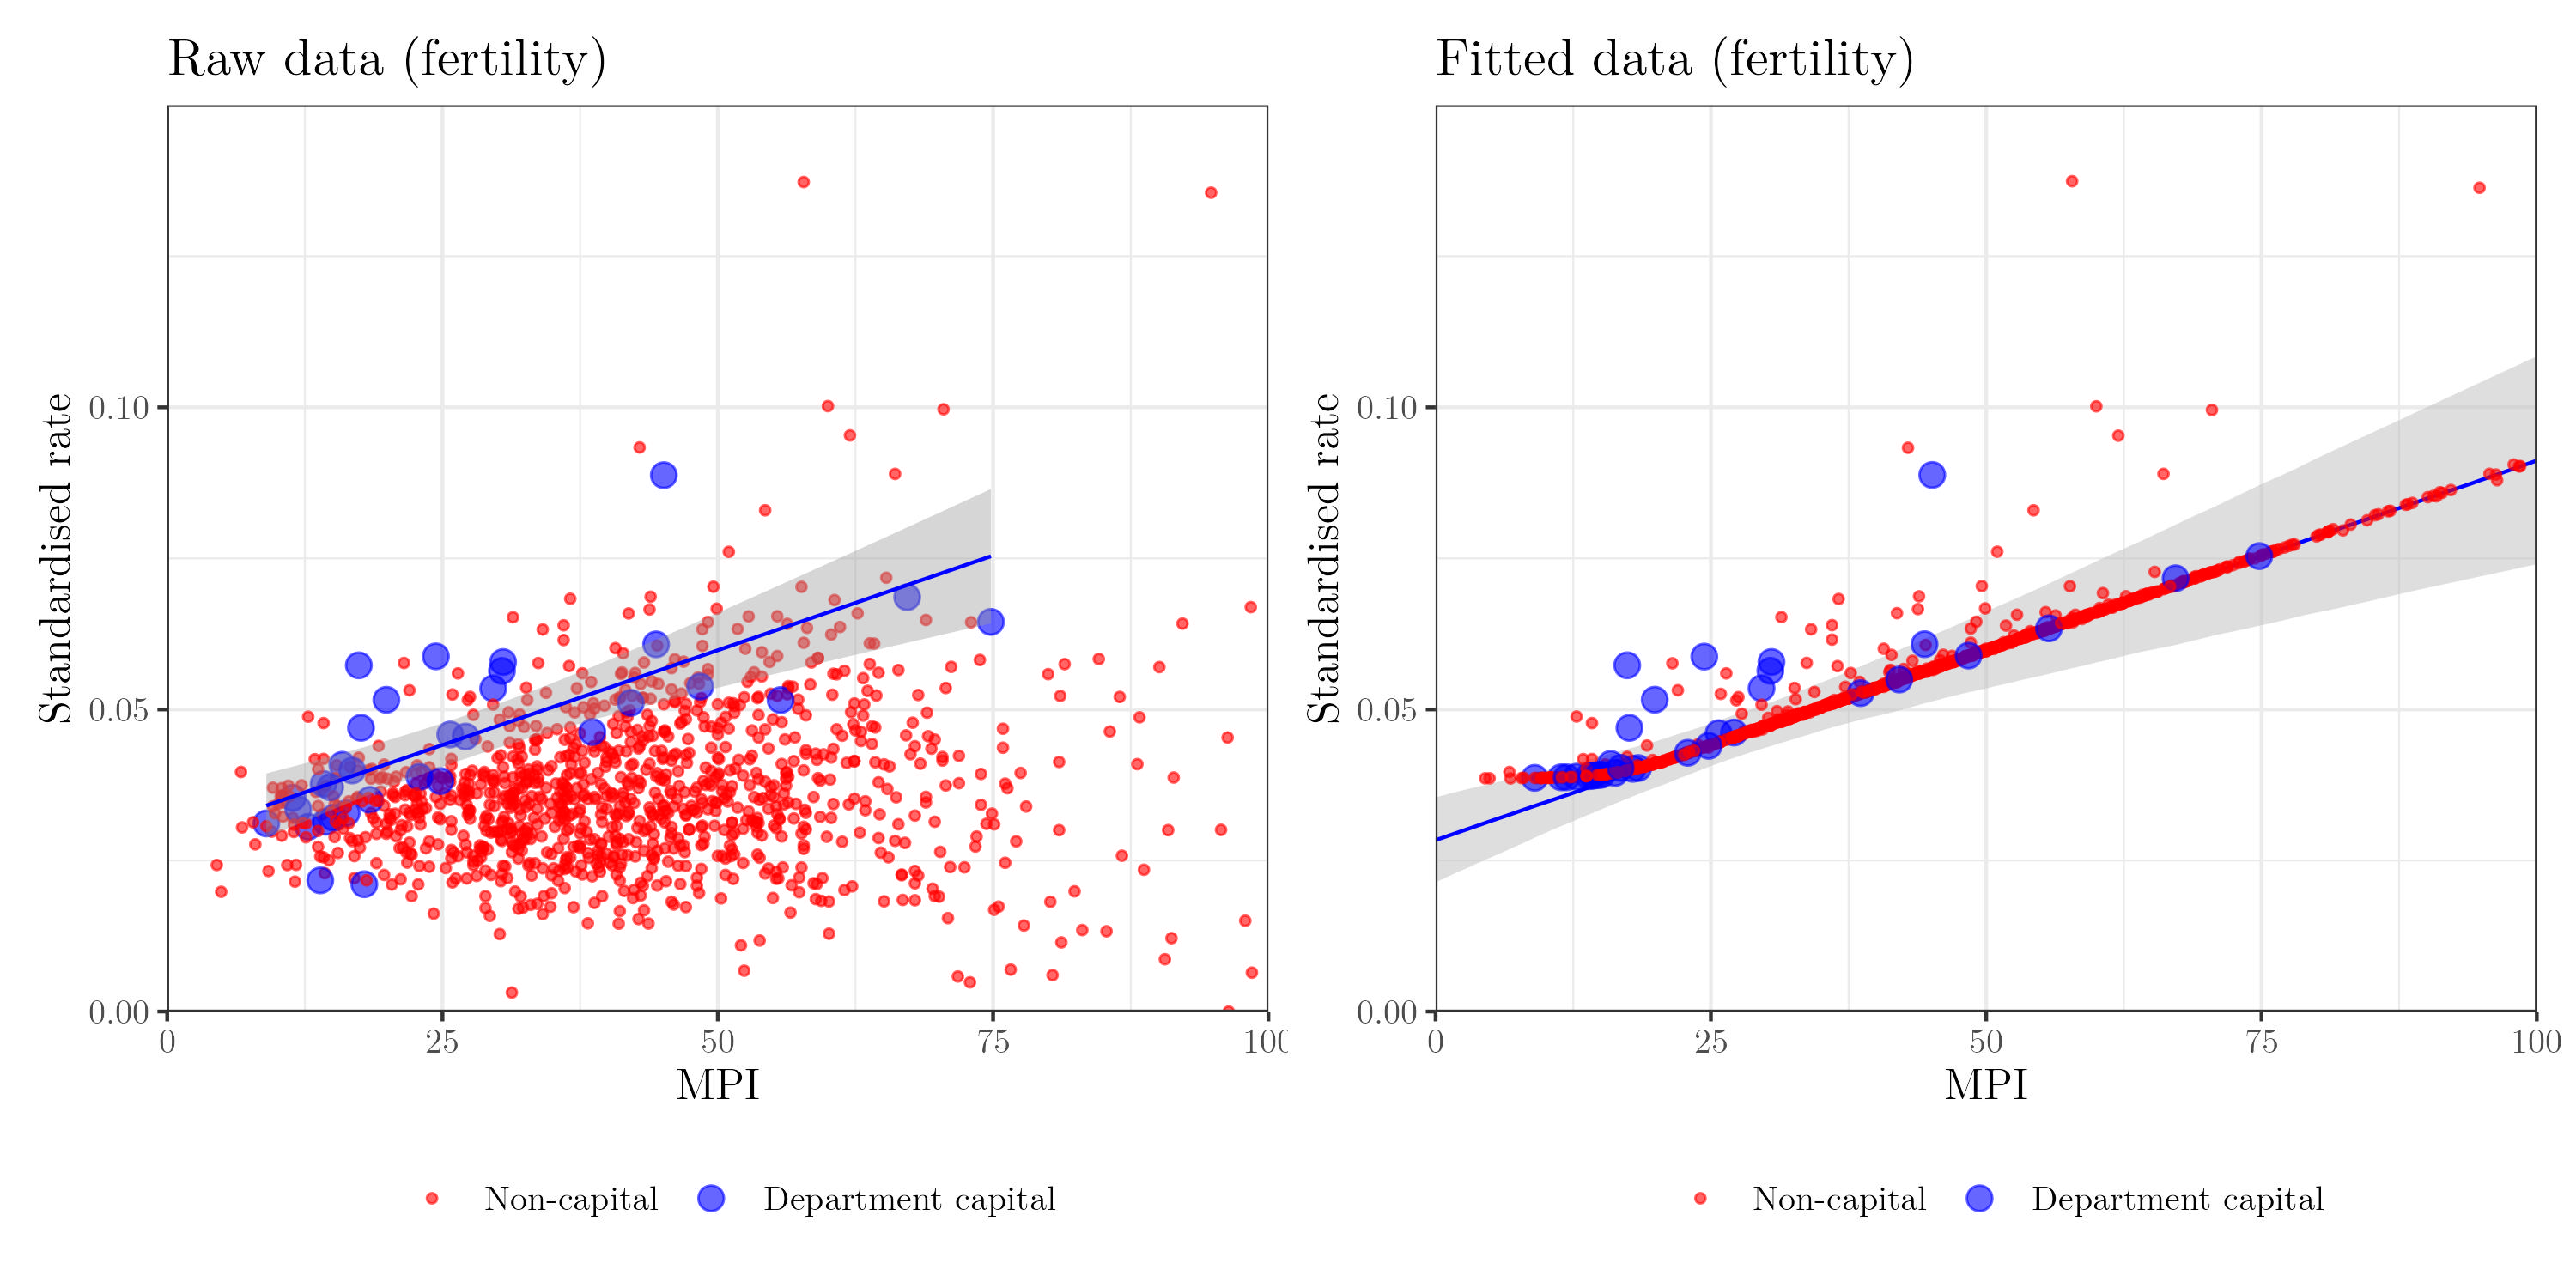 Raw data (fertility)
Standardised rate
0.10
0.05
0.00
0 25 50 75 100
MPI
Non-capital Department capital
Fitted data (fertility)
Standardised rate
0.10
0.05
0.00
0 25 50 75 100
MPI
Non-capital Department capital